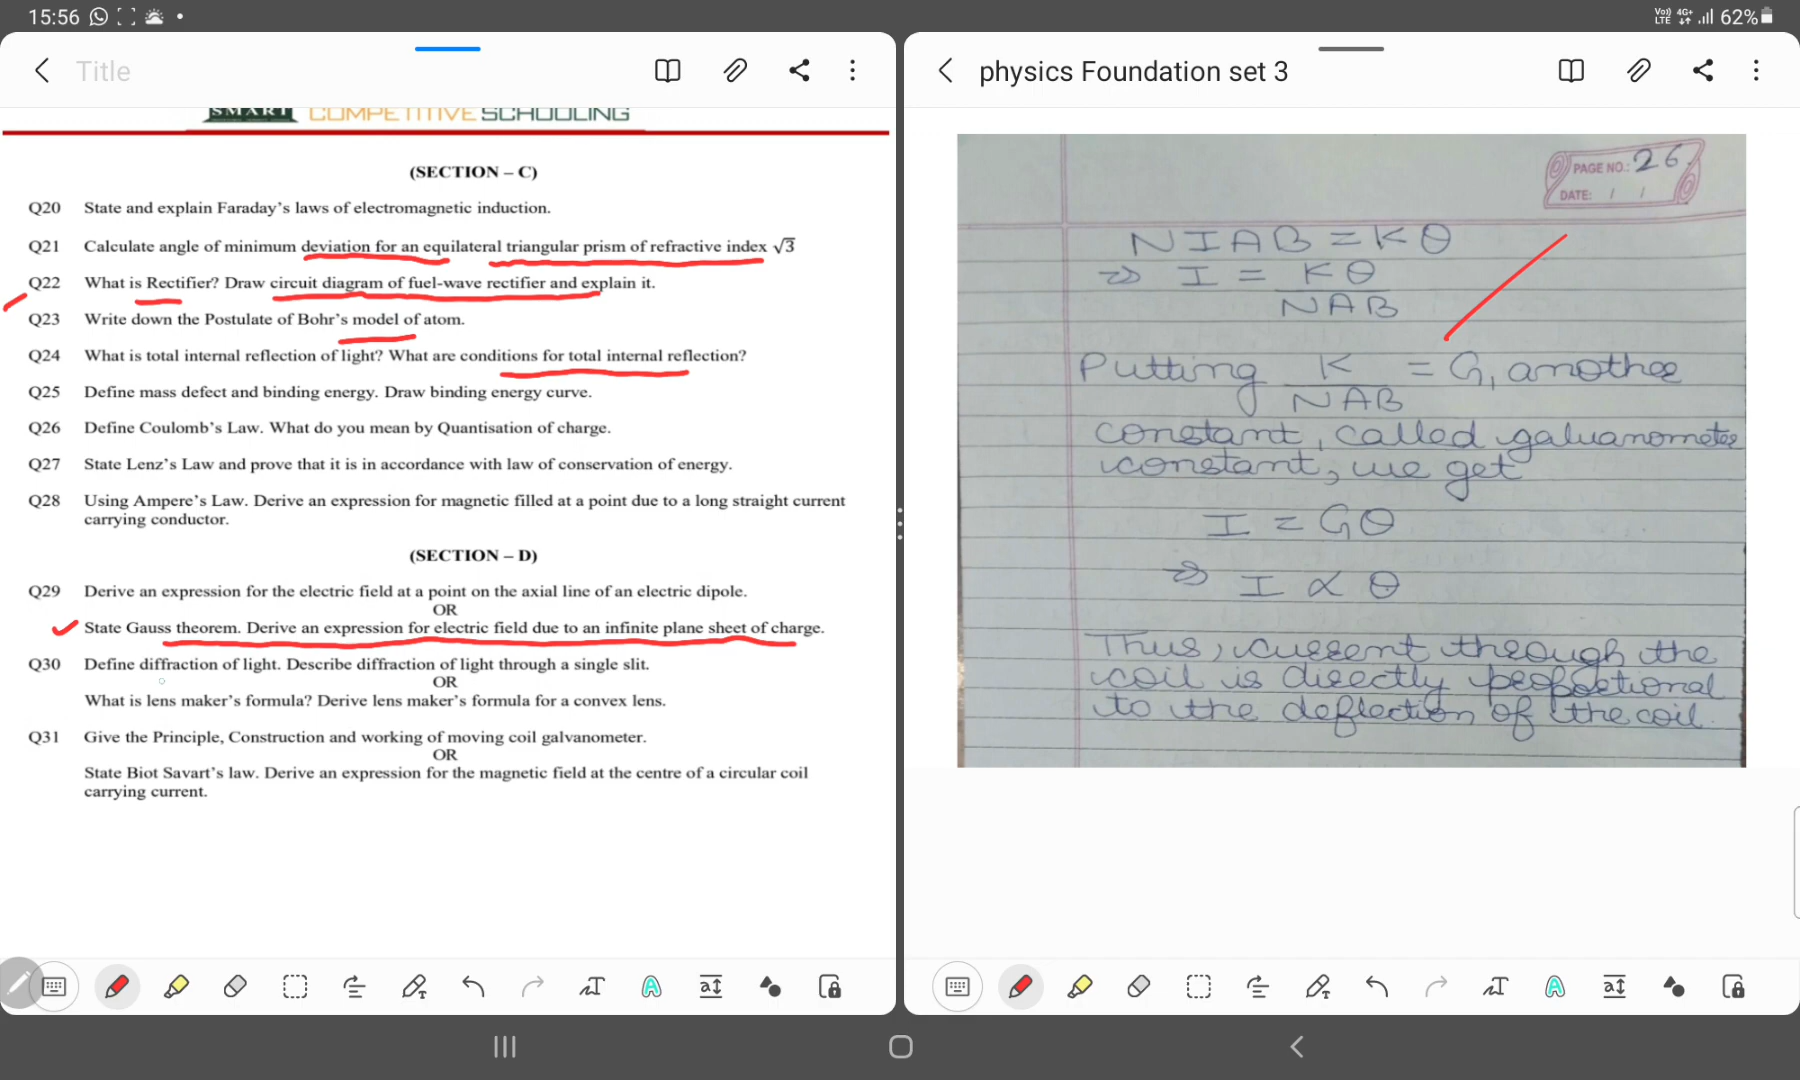 15:56
Vo)) LTE 4G+ 62%
Title
SMART COMPETITIVE SCHOOLING
(SECTION – C)
Q20 State and explain Faraday's laws of electromagnetic induction.
Q21 Calculate angle of minimum deviation for an equilateral triangular prism of refractive index √3
Q22 What is Rectifier? Draw circuit diagram of fuel-wave rectifier and explain it.
Q23 Write down the Postulate of Bohr's model of atom.
Q24 What is total internal reflection of light? What are conditions for total internal reflection?
Q25 Define mass defect and binding energy. Draw binding energy curve.
Q26 Define Coulomb's Law. What do you mean by Quantisation of charge.
Q27 State Lenz's Law and prove that it is in accordance with law of conservation of energy.
Q28 Using Ampere's Law. Derive an expression for magnetic filled at a point due to a long straight current
carrying conductor.
(SECTION – D)
Q29 Derive an expression for the electric field at a point on the axial line of an electric dipole.
OR
State Gauss theorem. Derive an expression for electric field due to an infinite plane sheet of charge.
Q30 Define diffraction of light. Describe diffraction of light through a single slit.
OR
What is lens maker's formula? Derive lens maker's formula for a convex lens.
Q31 Give the Principle, Construction and working of moving coil galvanometer.
OR
State Biot Savart's law. Derive an expression for the magnetic field at the centre of a circular coil
carrying current.
physics Foundation set 3
PAGE NO.: 26
DATE: / /
NIAB = Kθ
⇒ I = Kθ
NAB
Putting K = G, another
NAB
constant, called galvanometer
constant, we get
I = Gθ
⇒ I ∝ θ
Thus, current through the
coil is directly proportional
to the deflection of the coil.